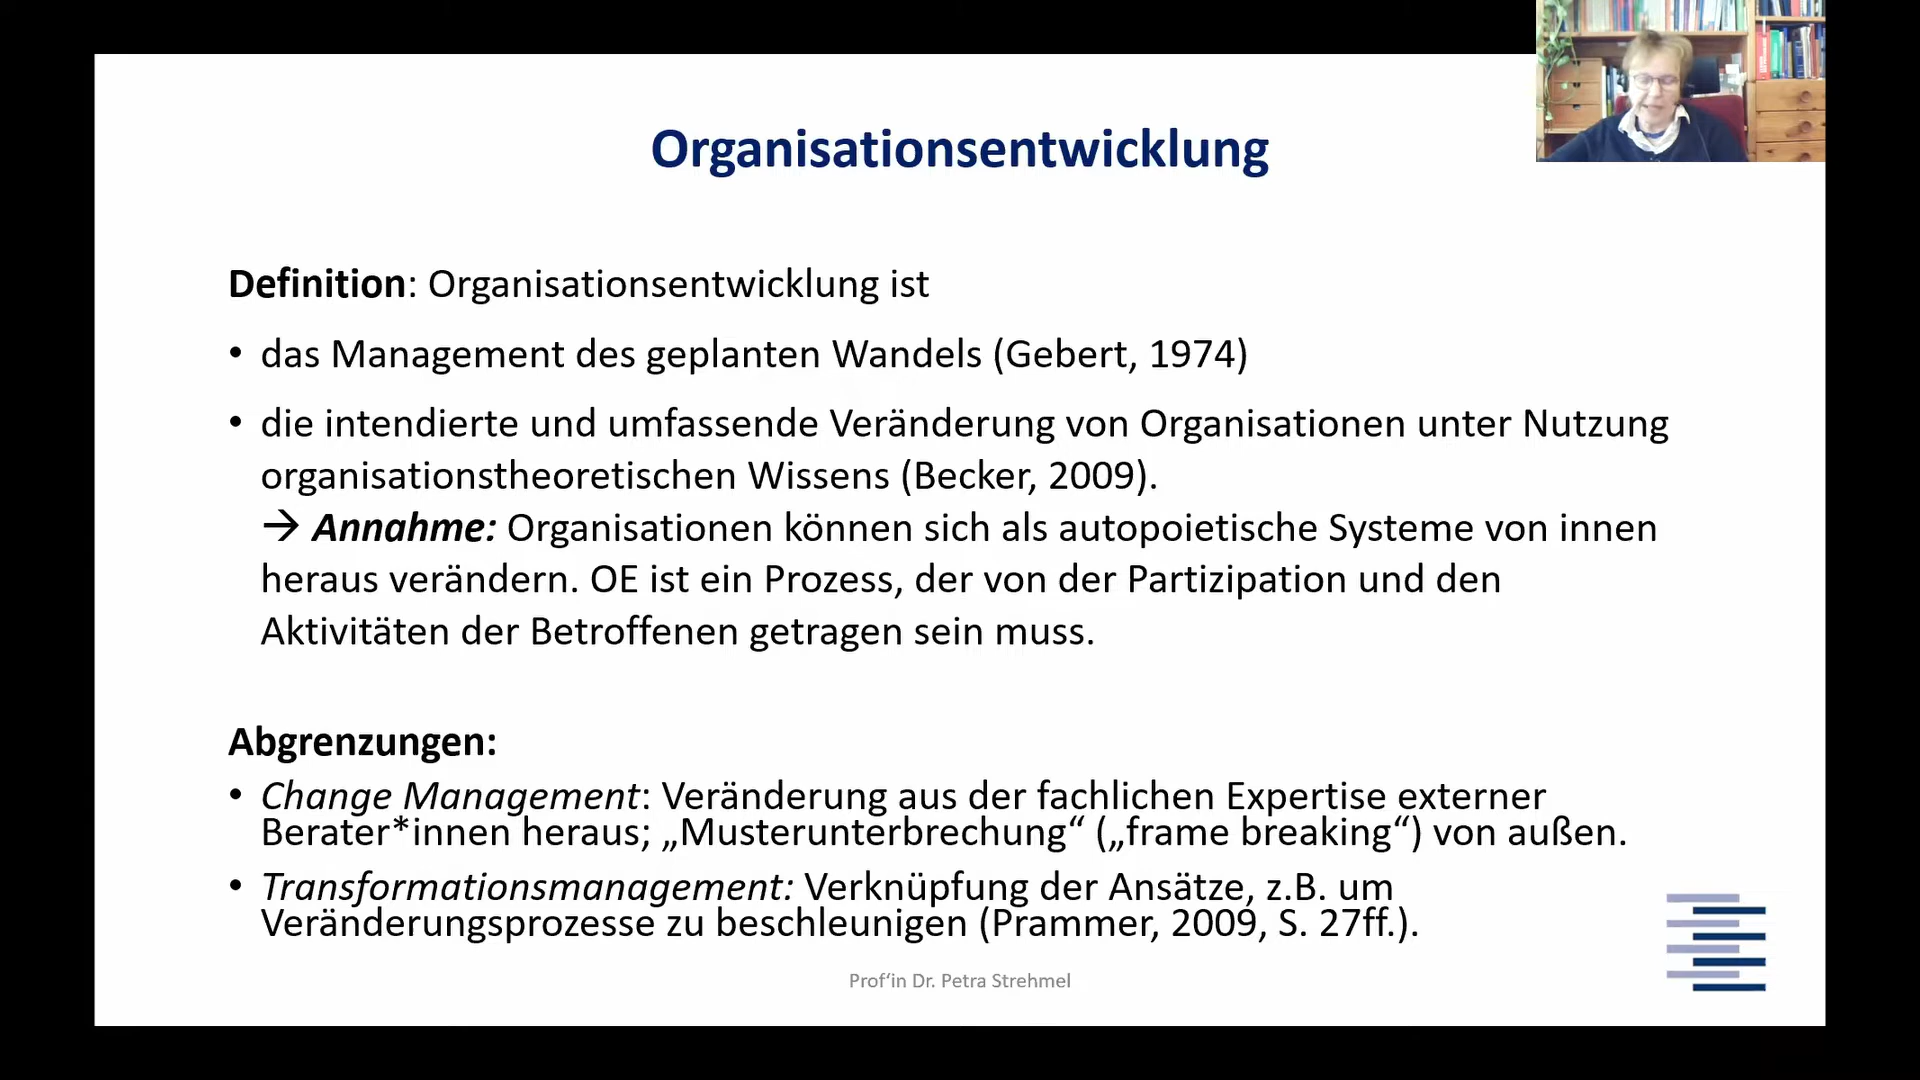 Organisationsentwicklung
Definition: Organisationsentwicklung ist
• das Management des geplanten Wandels (Gebert, 1974)
• die intendierte und umfassende Veränderung von Organisationen unter Nutzung
organisationstheoretischen Wissens (Becker, 2009).
→ Annahme: Organisationen können sich als autopoietische Systeme von innen
heraus verändern. OE ist ein Prozess, der von der Partizipation und den
Aktivitäten der Betroffenen getragen sein muss.
Abgrenzungen:
• Change Management: Veränderung aus der fachlichen Expertise externer
Berater*innen heraus; „Musterunterbrechung“ („frame breaking“) von außen.
• Transformationsmanagement: Verknüpfung der Ansätze, z.B. um
Veränderungsprozesse zu beschleunigen (Prammer, 2009, S. 27ff.).
Prof‘in Dr. Petra Strehmel